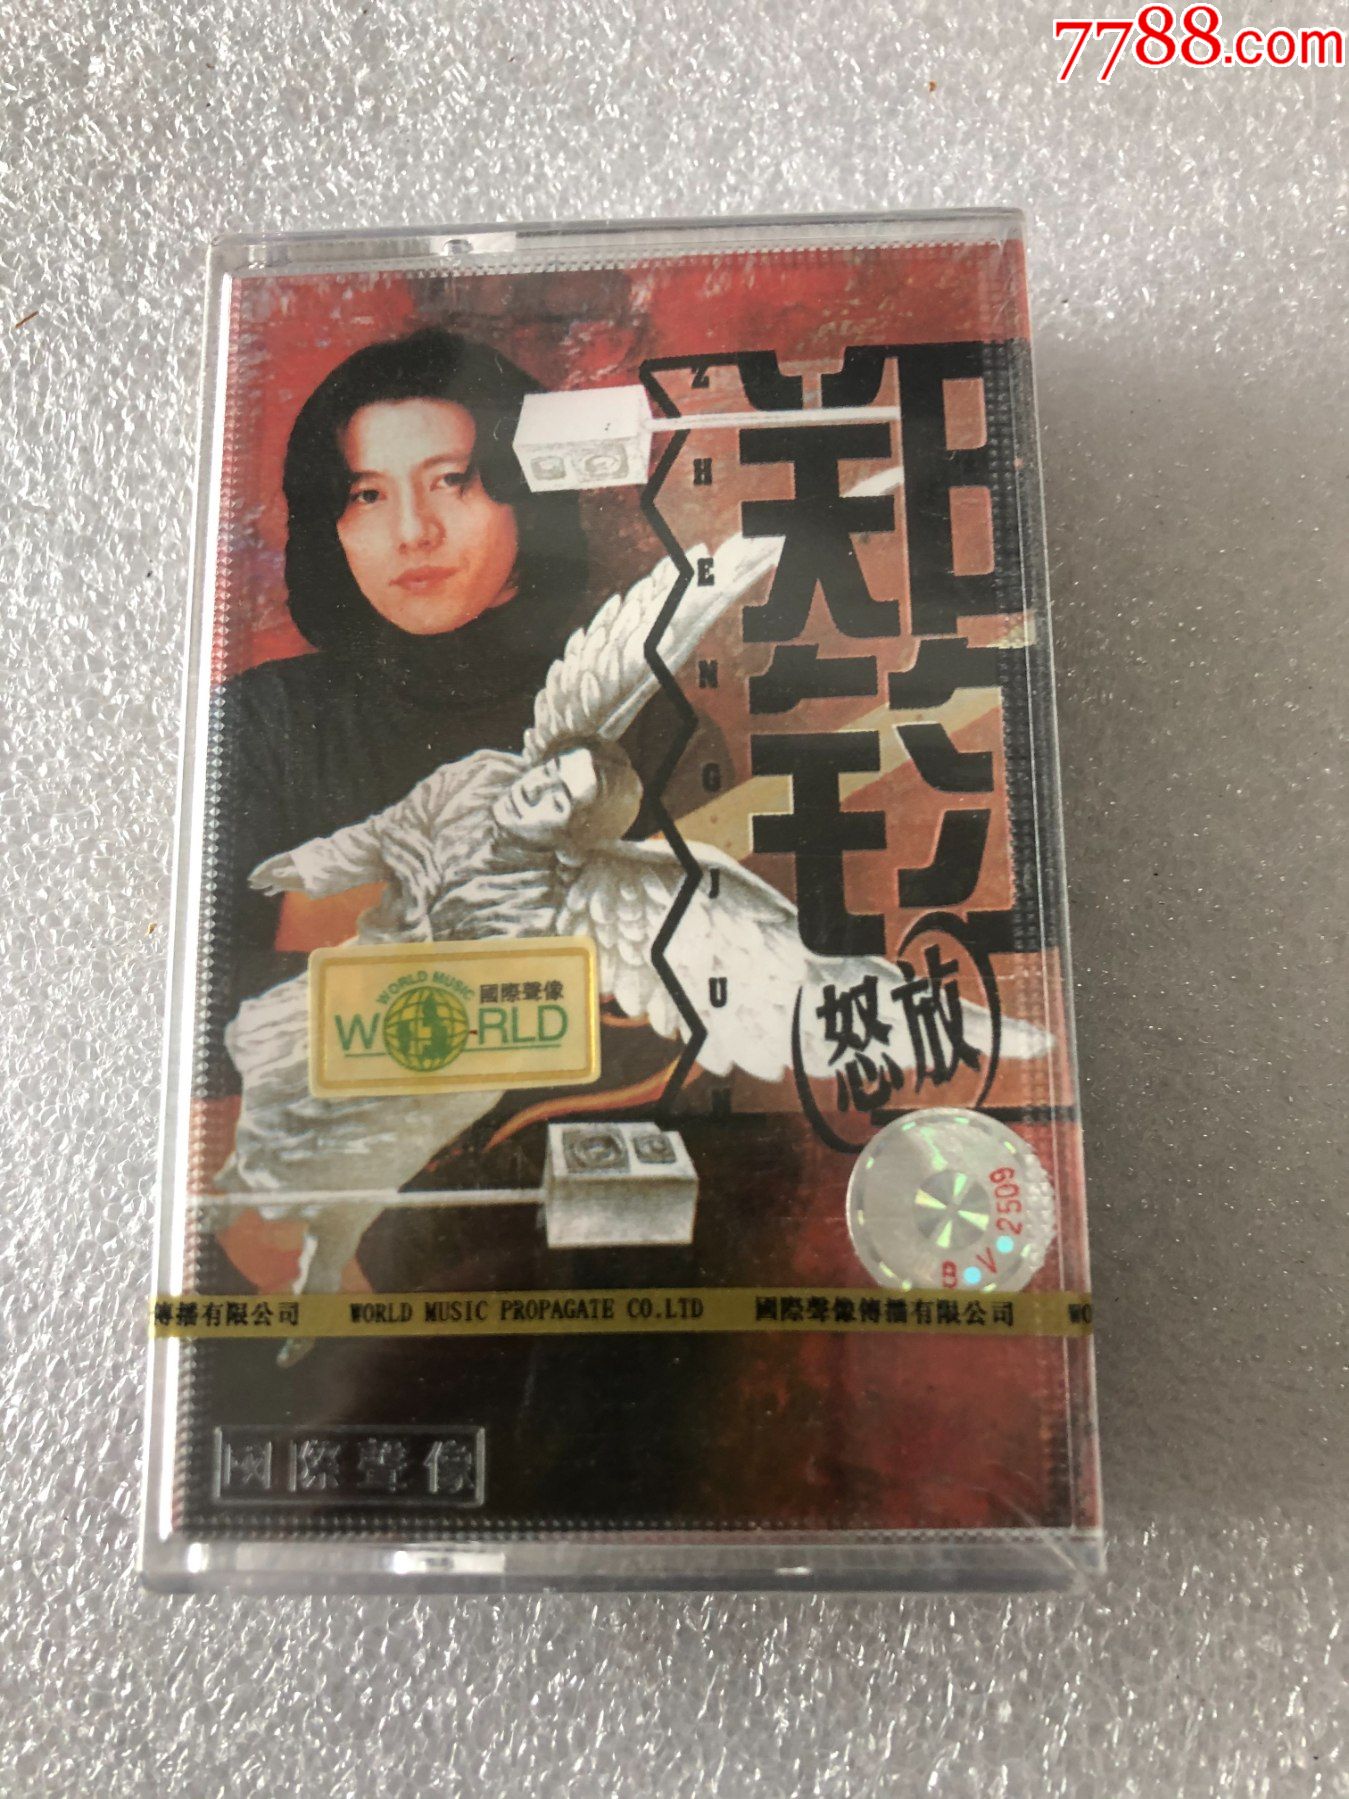 7788.com
郑钧
ZHENGJUN
怒放
WORLD MUSIC
國際聲像
WORLD
B.V.2509
傳播有限公司 WORLD MUSIC PROPAGATE CO.LTD 國際聲像傳播有限公司 WO
國際聲像